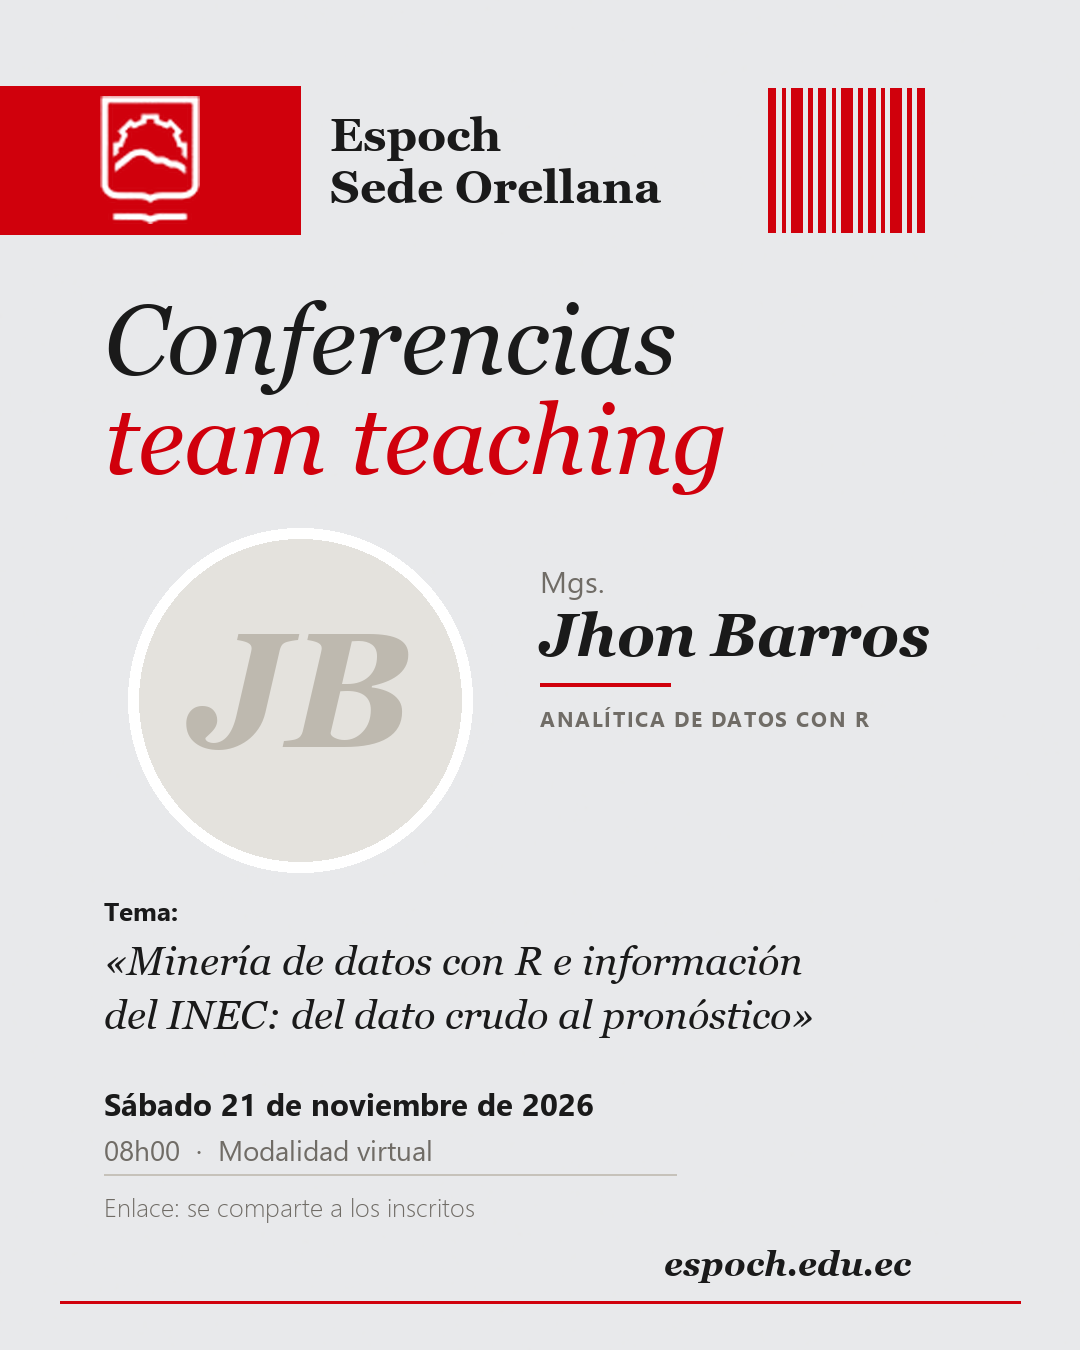 Espoch
Sede Orellana
Conferencias
team teaching
JB
Mgs.
Jhon Barros
ANALÍTICA DE DATOS CON R
Tema:
«Minería de datos con R e información
del INEC: del dato crudo al pronóstico»
Sábado 21 de noviembre de 2026
08h00 · Modalidad virtual
Enlace: se comparte a los inscritos
espoch.edu.ec